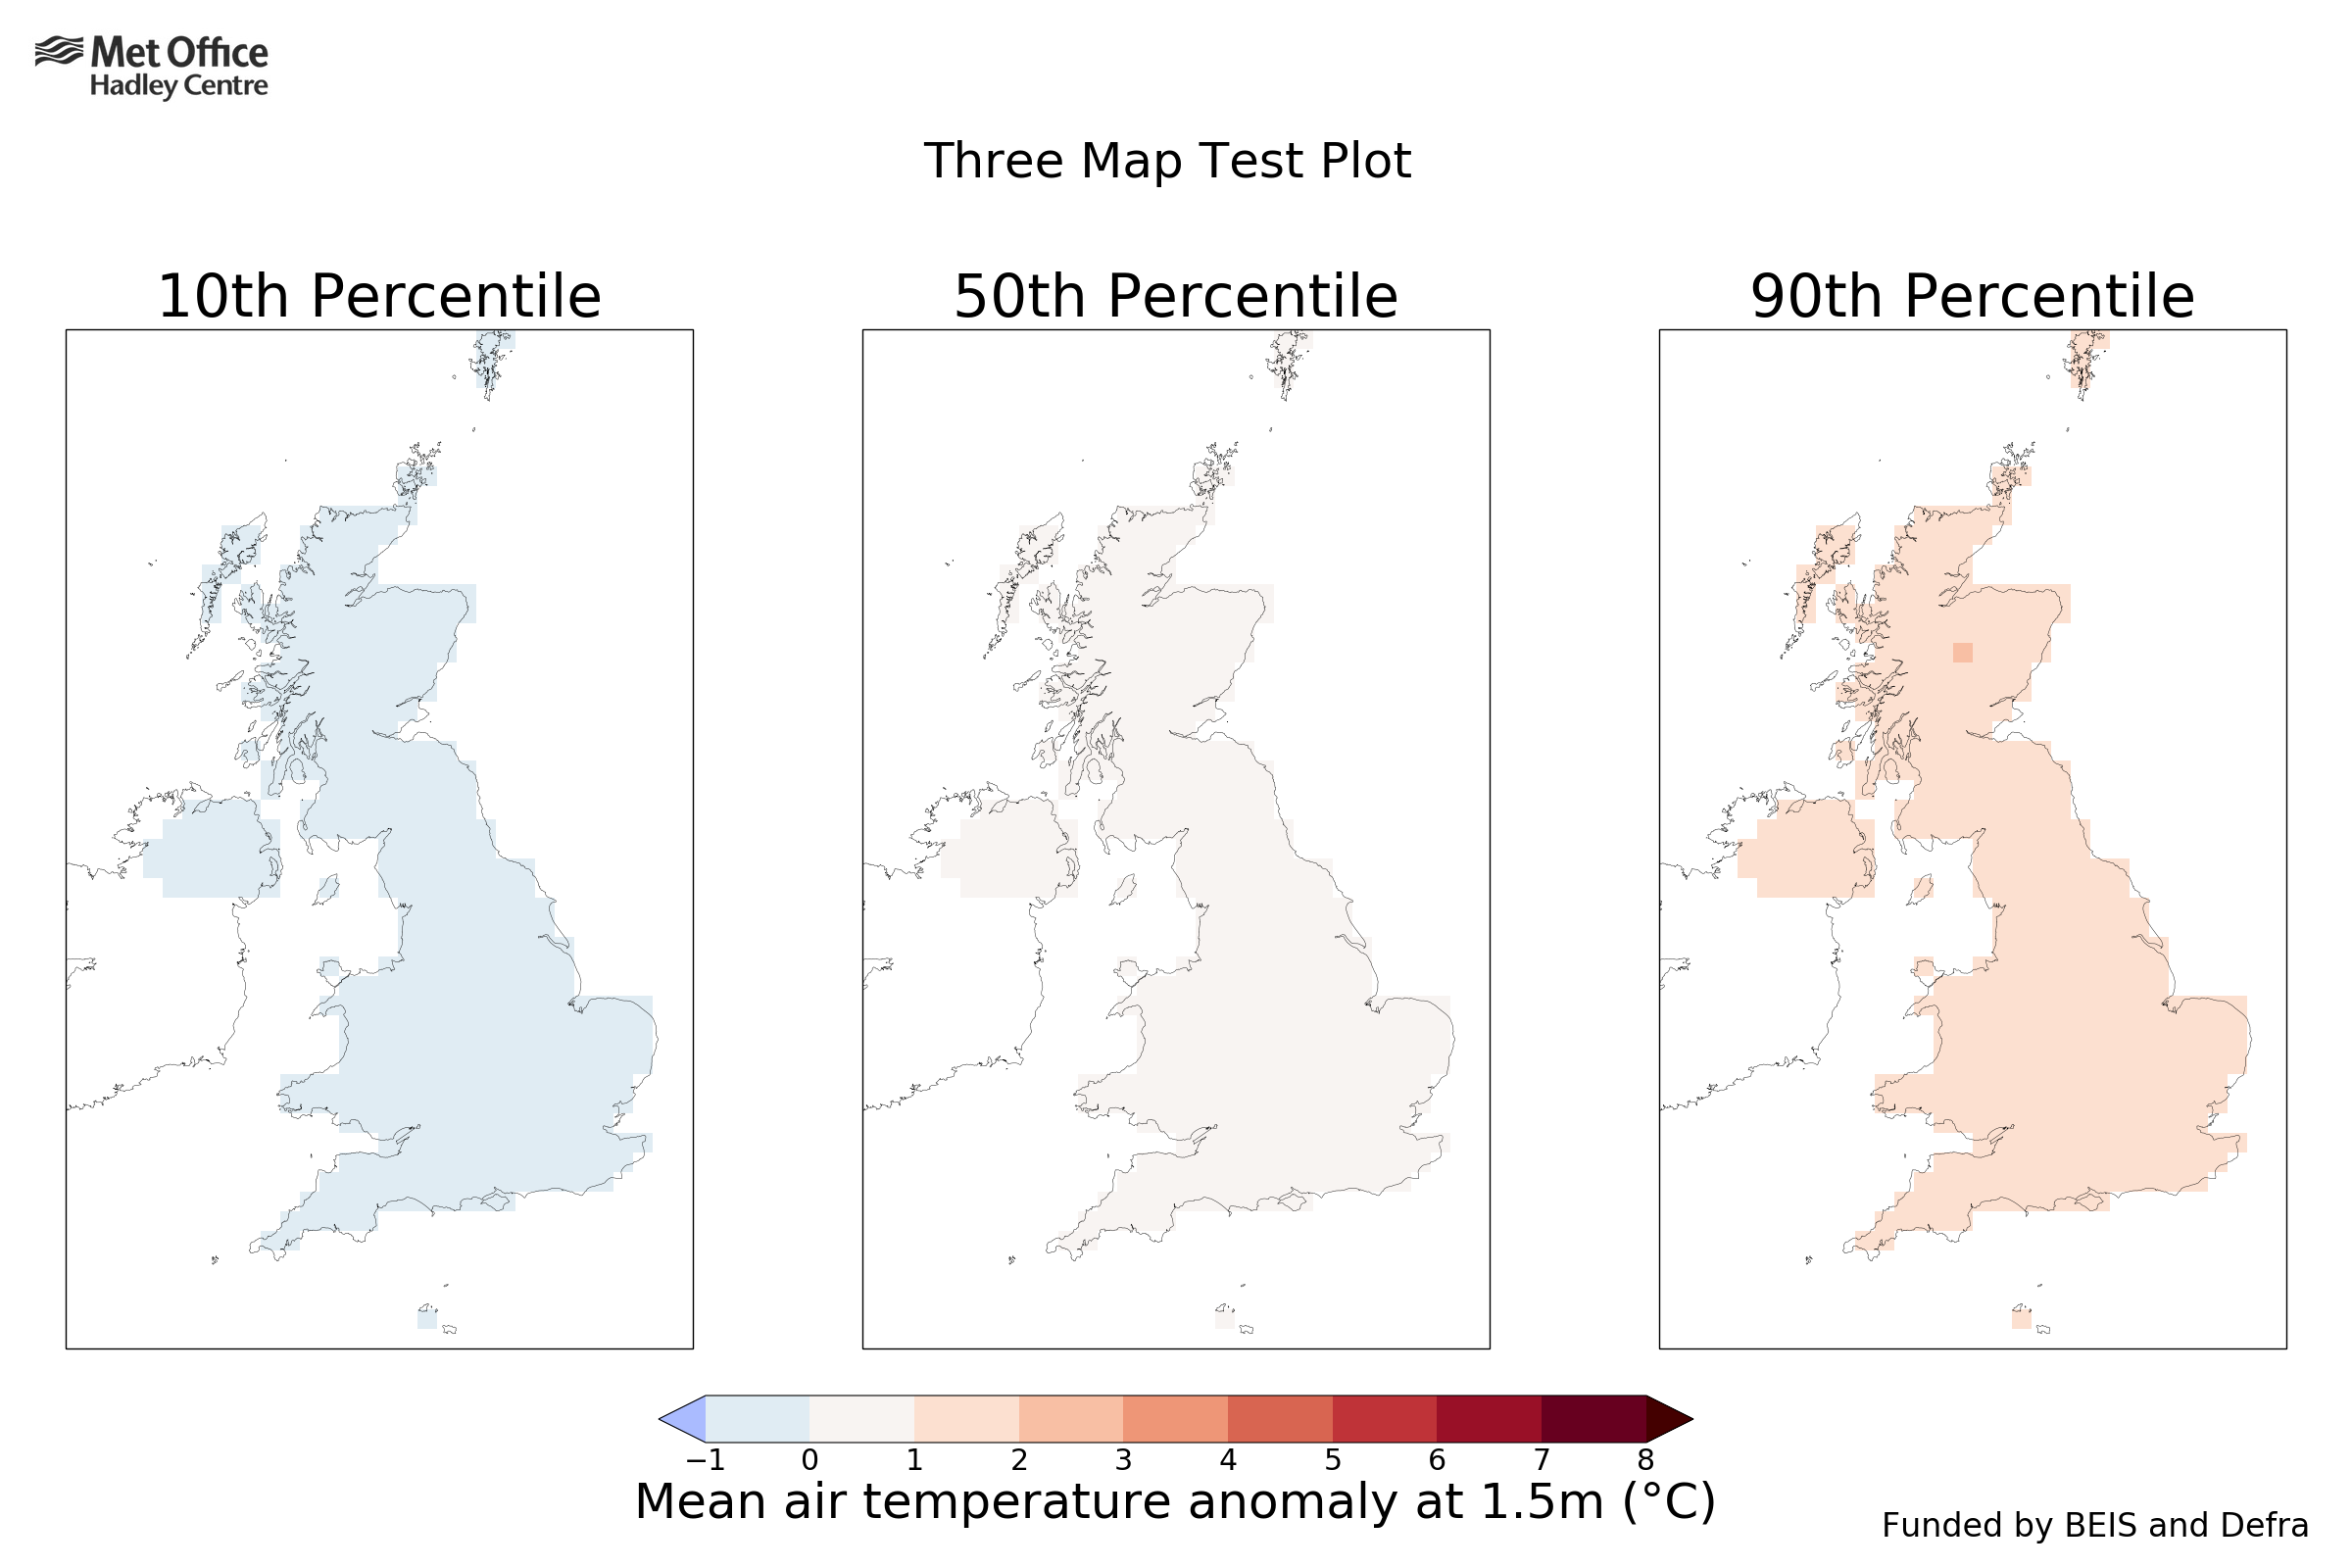 Met Office
Hadley Centre
Three Map Test Plot
10th Percentile
50th Percentile
90th Percentile
−1 0 1 2 3 4 5 6 7 8
Mean air temperature anomaly at 1.5m (°C)
Funded by BEIS and Defra